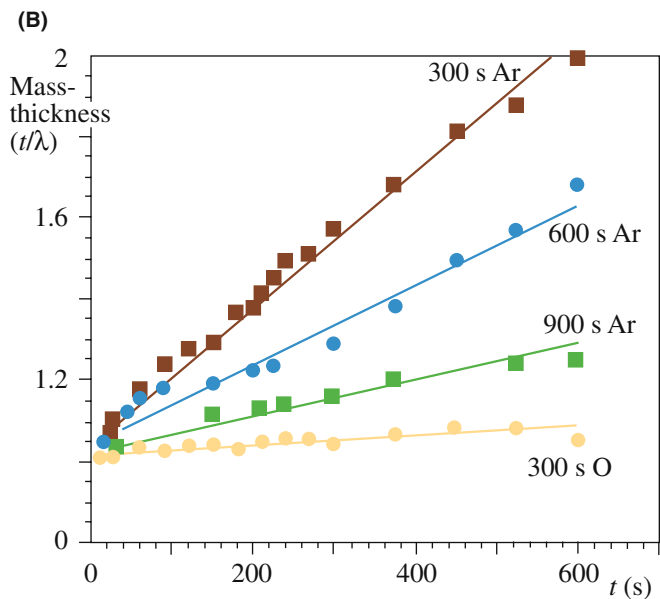 (B)
2
Mass-
thickness
(t/λ)
300 s Ar
1.6
600 s Ar
900 s Ar
1.2
300 s O
0
0
200
400
600
t (s)